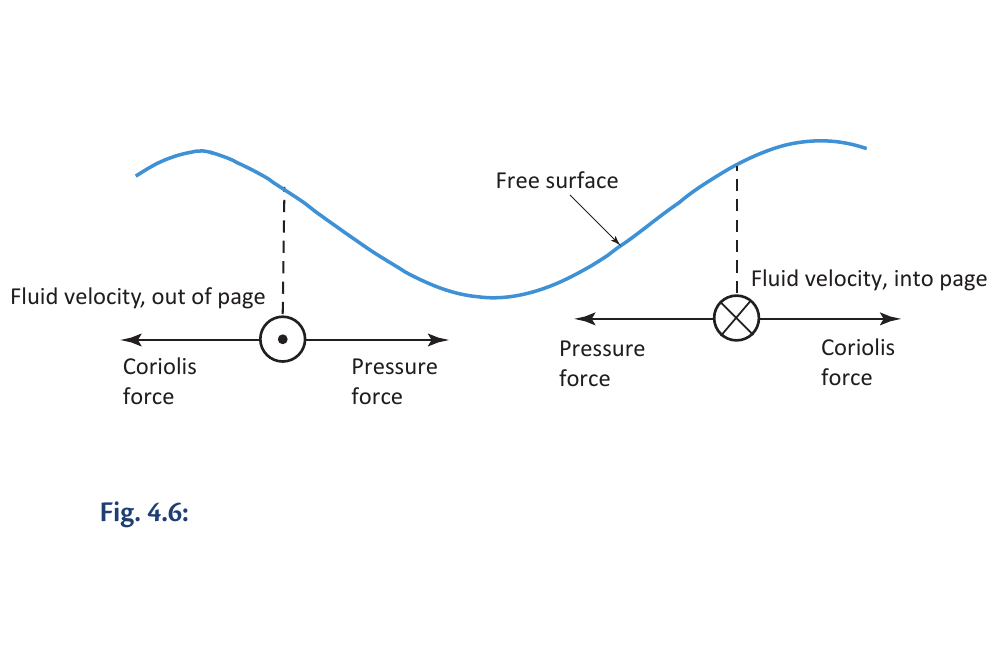 Free surface
Fluid velocity, into page
Fluid velocity, out of page
Coriolis
force
Pressure
force
Pressure
force
Coriolis
force
Fig. 4.6: